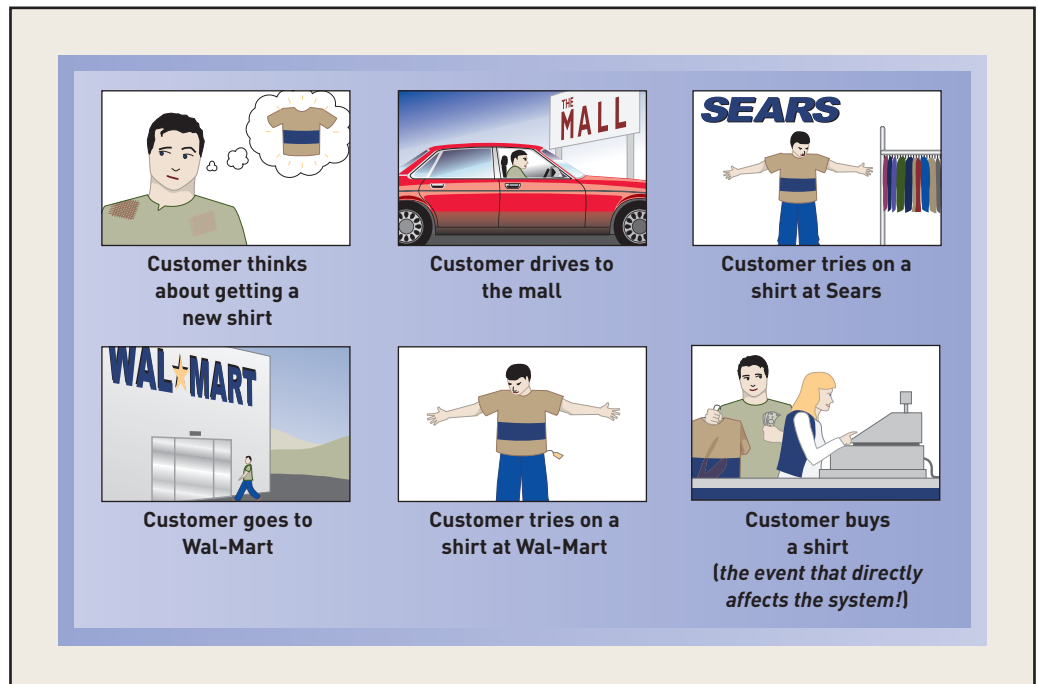 THE
MALL
SEARS
Customer thinks
about getting a
new shirt
Customer drives to
the mall
Customer tries on a
shirt at Sears
WAL★MART
Customer goes to
Wal-Mart
Customer tries on a
shirt at Wal-Mart
Customer buys
a shirt
(the event that directly
affects the system!)